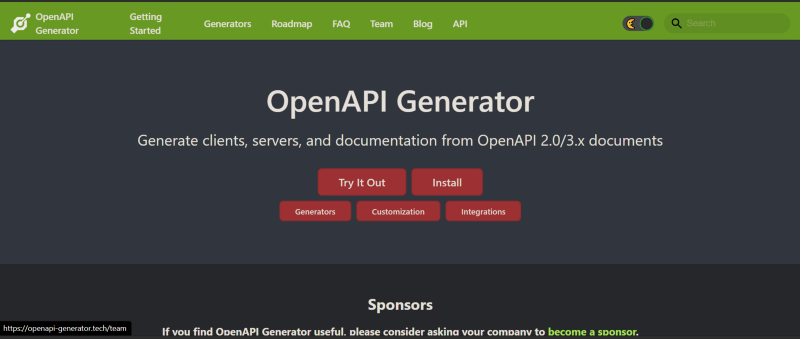 OpenAPI
Generator
Getting
Started
Generators
Roadmap
FAQ
Team
Blog
API
Search
OpenAPI Generator
Generate clients, servers, and documentation from OpenAPI 2.0/3.x documents
Try It Out
Install
Generators
Customization
Integrations
Sponsors
If you find OpenAPI Generator useful, please consider asking your company to become a sponsor.
https://openapi-generator.tech/team